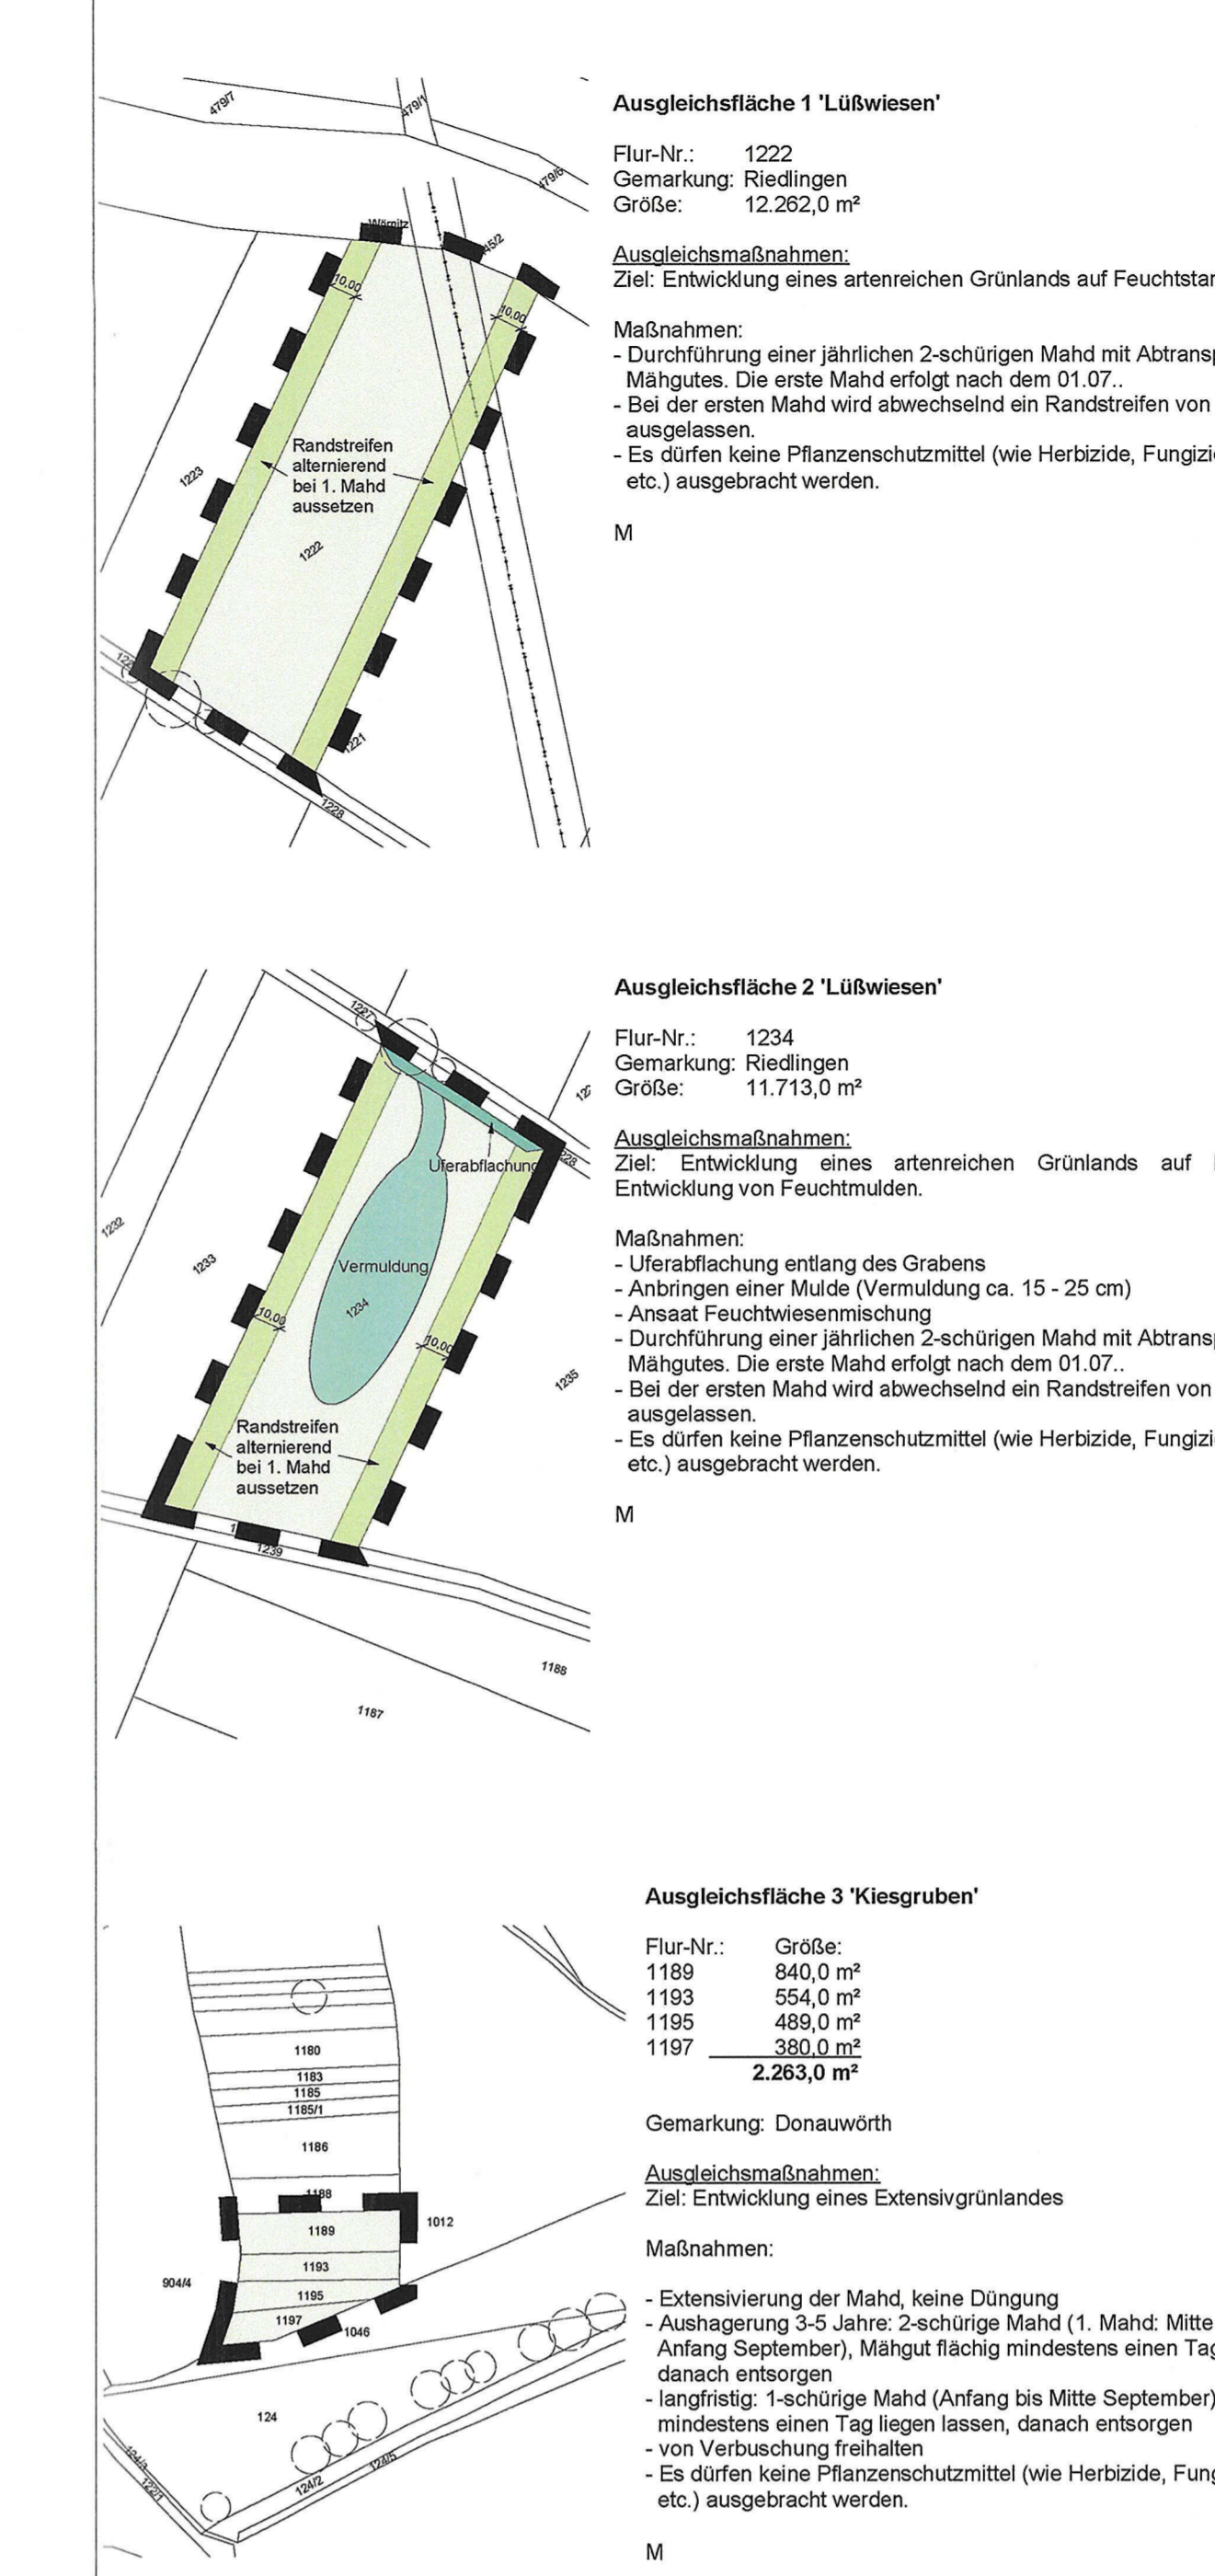 479/7
479/1
479/6
Wörnitz
45/2
10,00
10,00
Randstreifen
alternierend
bei 1. Mahd
aussetzen
1223
1222
1221
1228
Ausgleichsfläche 1 'Lüßwiesen'
Flur-Nr.: 1222
Gemarkung: Riedlingen
Größe: 12.262,0 m²
Ausgleichsmaßnahmen:
Ziel: Entwicklung eines artenreichen Grünlands auf Feuchtstan
Maßnahmen:
- Durchführung einer jährlichen 2-schürigen Mahd mit Abtransp
Mähgutes. Die erste Mahd erfolgt nach dem 01.07..
- Bei der ersten Mahd wird abwechselnd ein Randstreifen von
ausgelassen.
- Es dürfen keine Pflanzenschutzmittel (wie Herbizide, Fungizi
etc.) ausgebracht werden.
M
1227
Uferabflachung
1232
1233
Vermuldung
1234
10,00
10,00
1235
Randstreifen
alternierend
bei 1. Mahd
aussetzen
1239
1188
1187
Ausgleichsfläche 2 'Lüßwiesen'
Flur-Nr.: 1234
Gemarkung: Riedlingen
Größe: 11.713,0 m²
Ausgleichsmaßnahmen:
Ziel: Entwicklung eines artenreichen Grünlands auf
Entwicklung von Feuchtmulden.
Maßnahmen:
- Uferabflachung entlang des Grabens
- Anbringen einer Mulde (Vermuldung ca. 15 - 25 cm)
- Ansaat Feuchtwiesenmischung
- Durchführung einer jährlichen 2-schürigen Mahd mit Abtransp
Mähgutes. Die erste Mahd erfolgt nach dem 01.07..
- Bei der ersten Mahd wird abwechselnd ein Randstreifen von
ausgelassen.
- Es dürfen keine Pflanzenschutzmittel (wie Herbizide, Fungizi
etc.) ausgebracht werden.
M
1180
1183
1185
1185/1
1186
1188
1189
1012
1193
904/4
1195
1197
1046
124
124/3
122/1
124/2
124/5
Ausgleichsfläche 3 'Kiesgruben'
Flur-Nr.: Größe:
1189 840,0 m²
1193 554,0 m²
1195 489,0 m²
1197 380,0 m²
2.263,0 m²
Gemarkung: Donauwörth
Ausgleichsmaßnahmen:
Ziel: Entwicklung eines Extensivgrünlandes
Maßnahmen:
- Extensivierung der Mahd, keine Düngung
- Aushagerung 3-5 Jahre: 2-schürige Mahd (1. Mahd: Mitte
Anfang September), Mähgut flächig mindestens einen Tag
danach entsorgen
- langfristig: 1-schürige Mahd (Anfang bis Mitte September)
mindestens einen Tag liegen lassen, danach entsorgen
- von Verbuschung freihalten
- Es dürfen keine Pflanzenschutzmittel (wie Herbizide, Fung
etc.) ausgebracht werden.
M